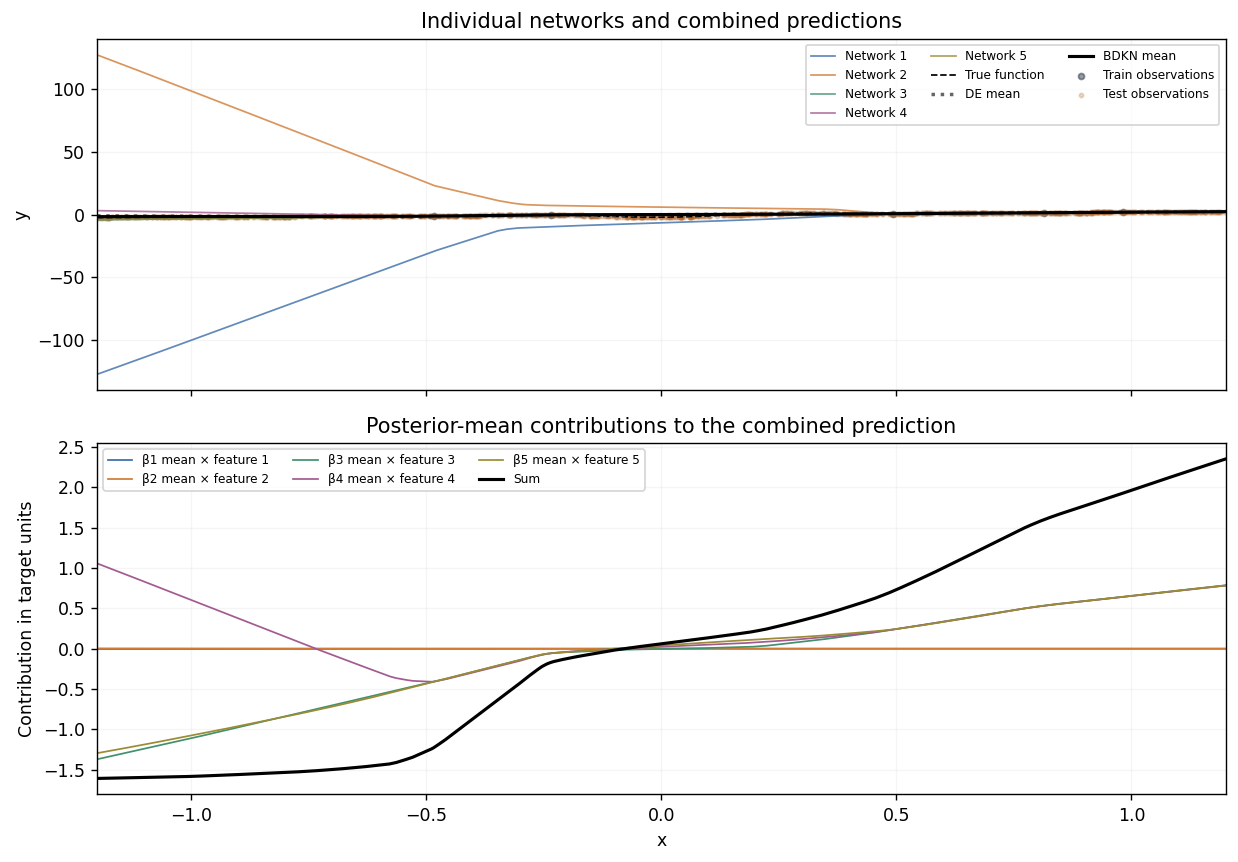 Individual networks and combined predictions
Network 1
Network 2
Network 3
Network 4
Network 5
True function
DE mean
BDKN mean
Train observations
Test observations
100
50
0
−50
−100
y
Posterior-mean contributions to the combined prediction
β1 mean × feature 1
β2 mean × feature 2
β3 mean × feature 3
β4 mean × feature 4
β5 mean × feature 5
Sum
2.5
2.0
1.5
1.0
0.5
0.0
−0.5
−1.0
−1.5
Contribution in target units
−1.0
−0.5
0.0
0.5
1.0
x